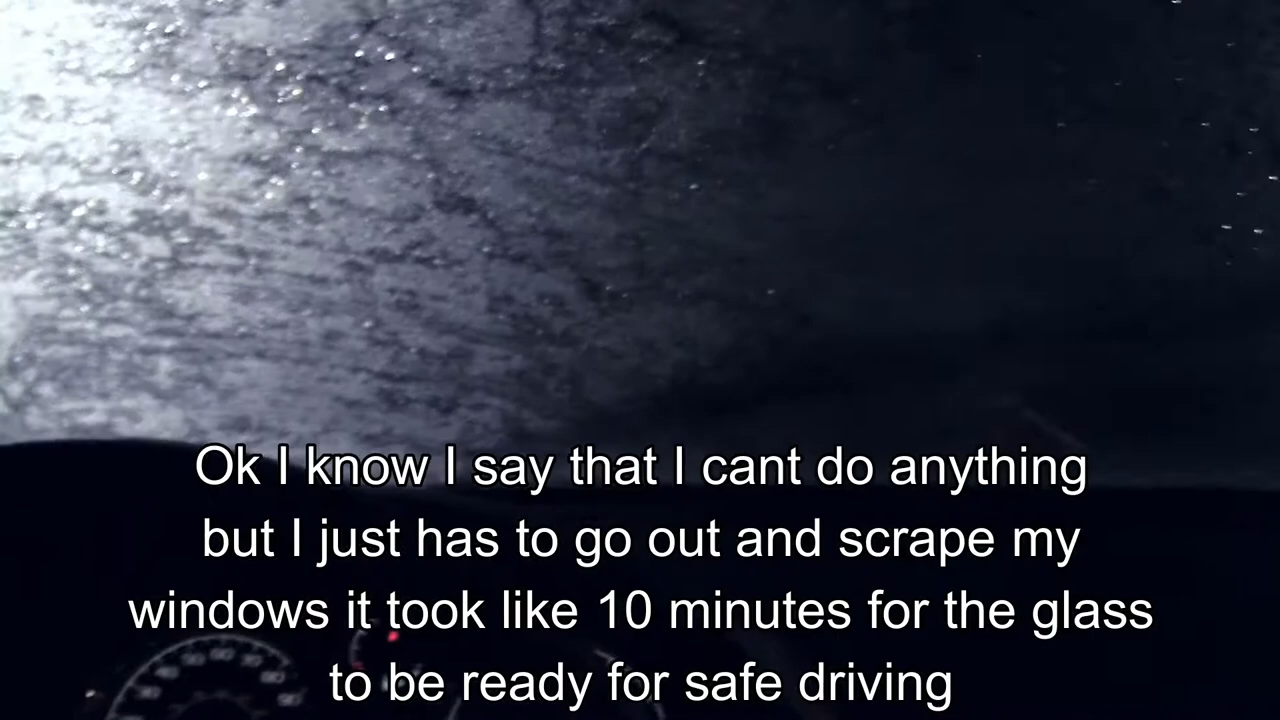 Ok I know I say that I cant do anything
but I just has to go out and scrape my
windows it took like 10 minutes for the glass
to be ready for safe driving